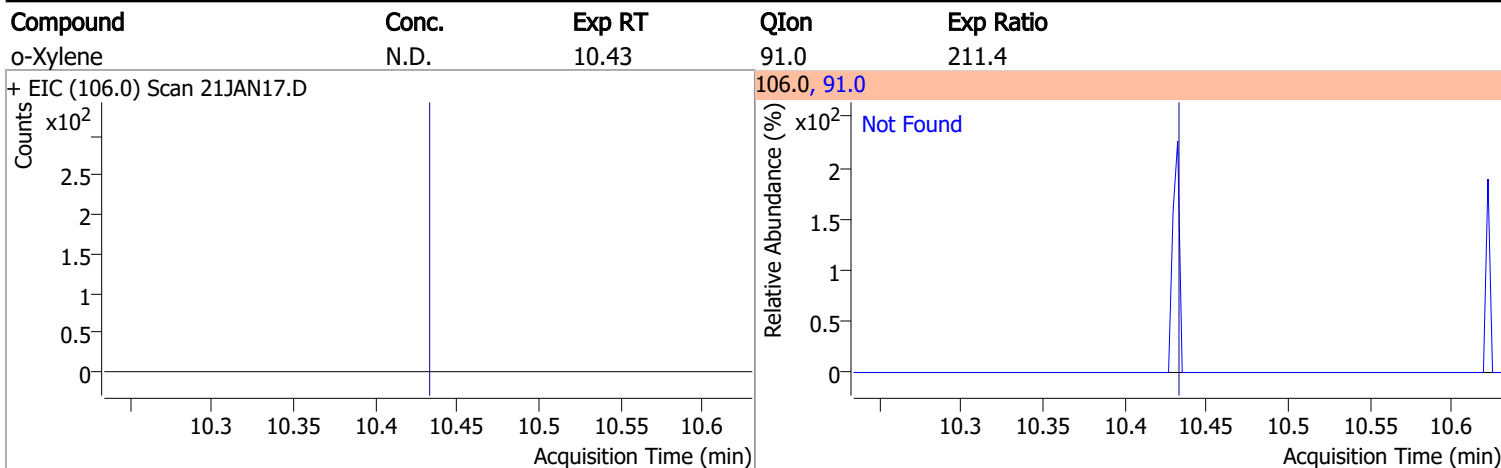 Compound Conc. Exp RT QIon Exp Ratio
o-Xylene N.D. 10.43 91.0 211.4
+ EIC (106.0) Scan 21JAN17.D
Counts
x10²
2.5
2
1.5
1
0.5
0
10.3 10.35 10.4 10.45 10.5 10.55 10.6
Acquisition Time (min)
106.0, 91.0
Relative Abundance (%)
x10²
Not Found
2
1.5
1
0.5
0
10.3 10.35 10.4 10.45 10.5 10.55 10.6
Acquisition Time (min)